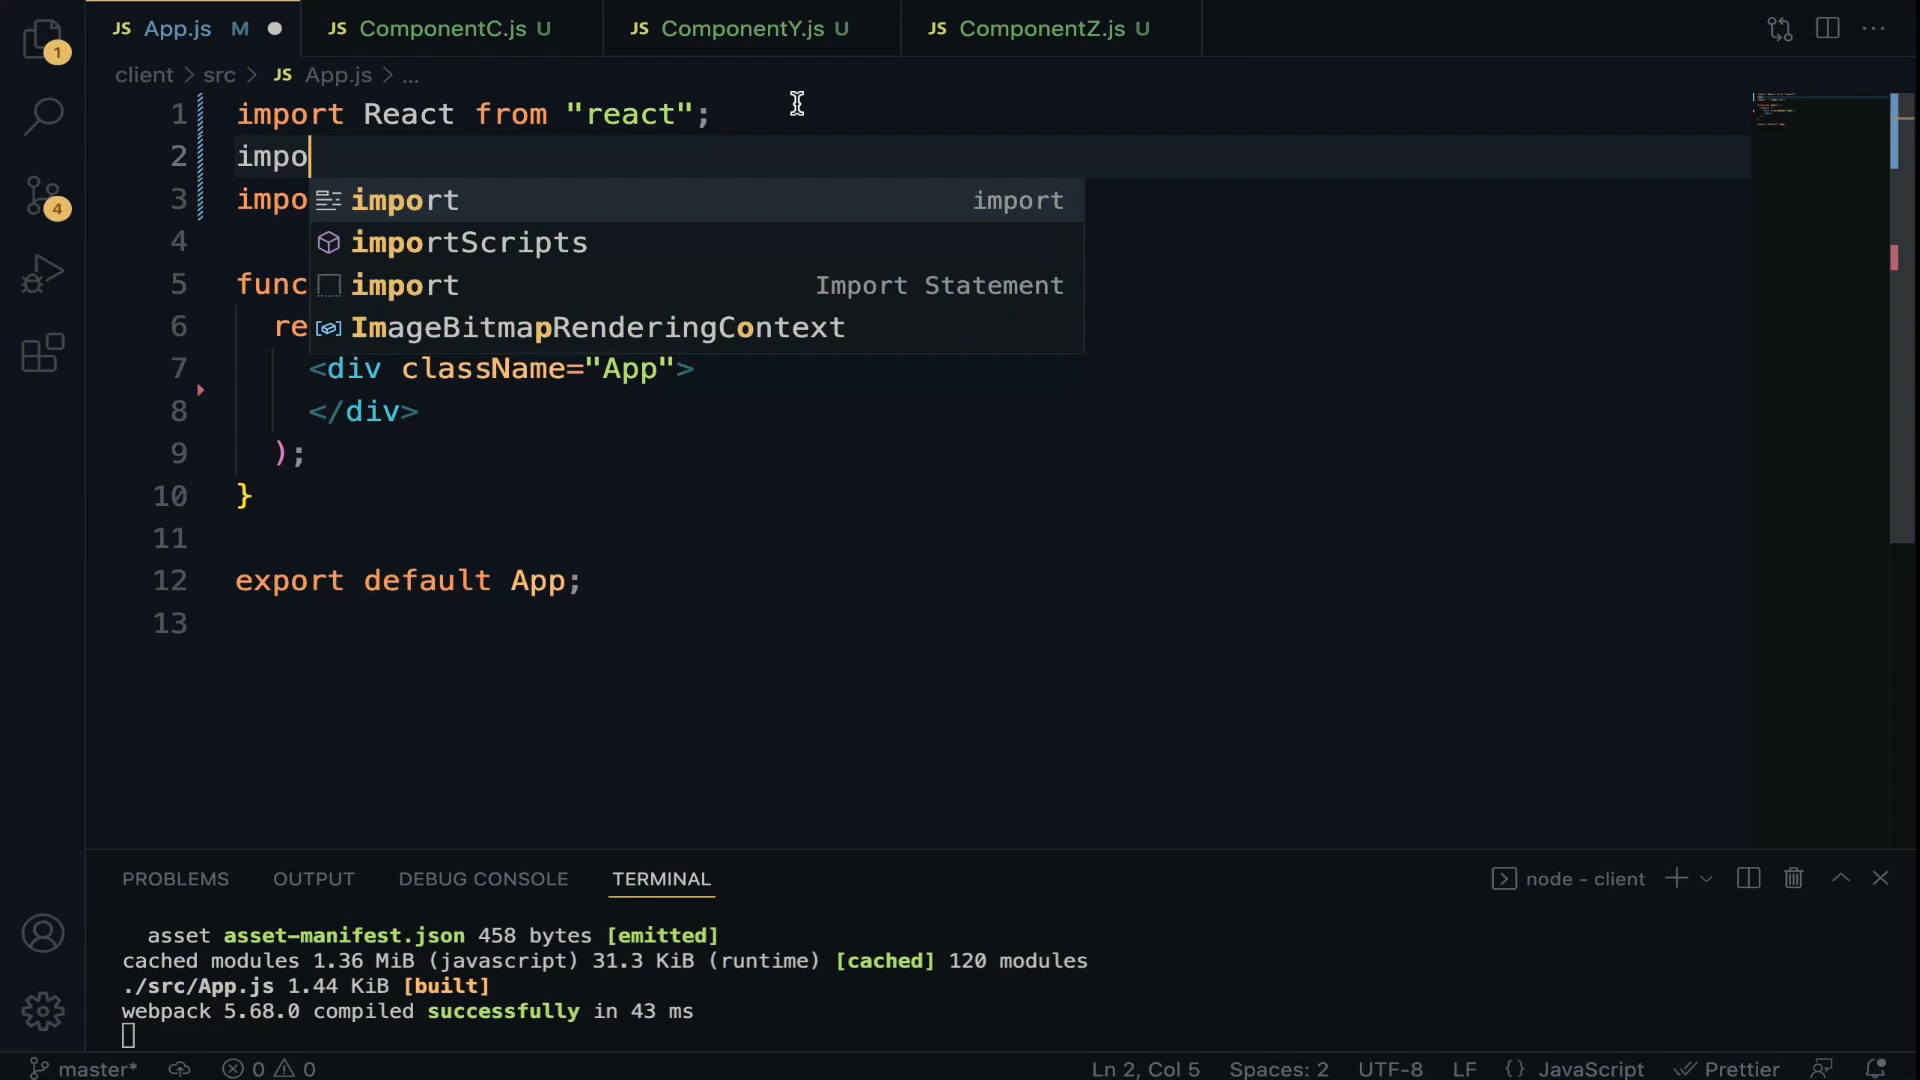 1
4
JS App.js M
JS ComponentC.js U
JS ComponentY.js U
JS ComponentZ.js U
client > src > JS App.js > ...
1 import React from "react";
2 impo
3 impo
import import
4
importScripts
5 func
import Import Statement
6 re
ImageBitmapRenderingContext
7 <div className="App">
8 </div>
9 );
10 }
11
12 export default App;
13
PROBLEMS OUTPUT DEBUG CONSOLE TERMINAL
node - client
asset asset-manifest.json 458 bytes [emitted]
cached modules 1.36 MiB (javascript) 31.3 KiB (runtime) [cached] 120 modules
./src/App.js 1.44 KiB [built]
webpack 5.68.0 compiled successfully in 43 ms
master* 0 0 Ln 2, Col 5 Spaces: 2 UTF-8 LF {} JavaScript Prettier